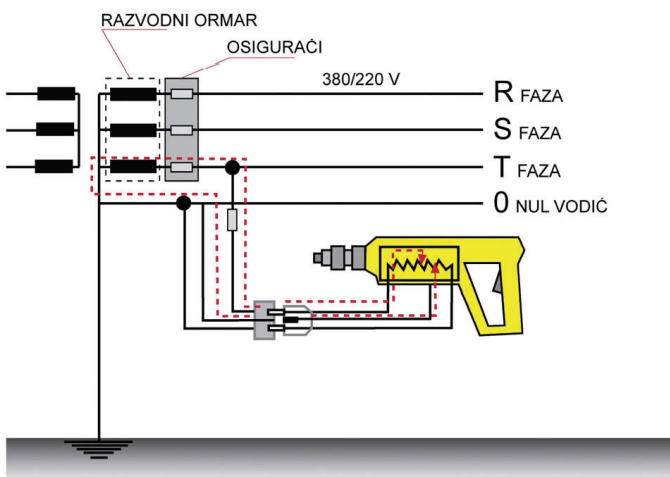 RAZVODNI ORMAR
OSIGURAČI
380/220 V
R FAZA
S FAZA
T FAZA
0 NUL VODIĆ